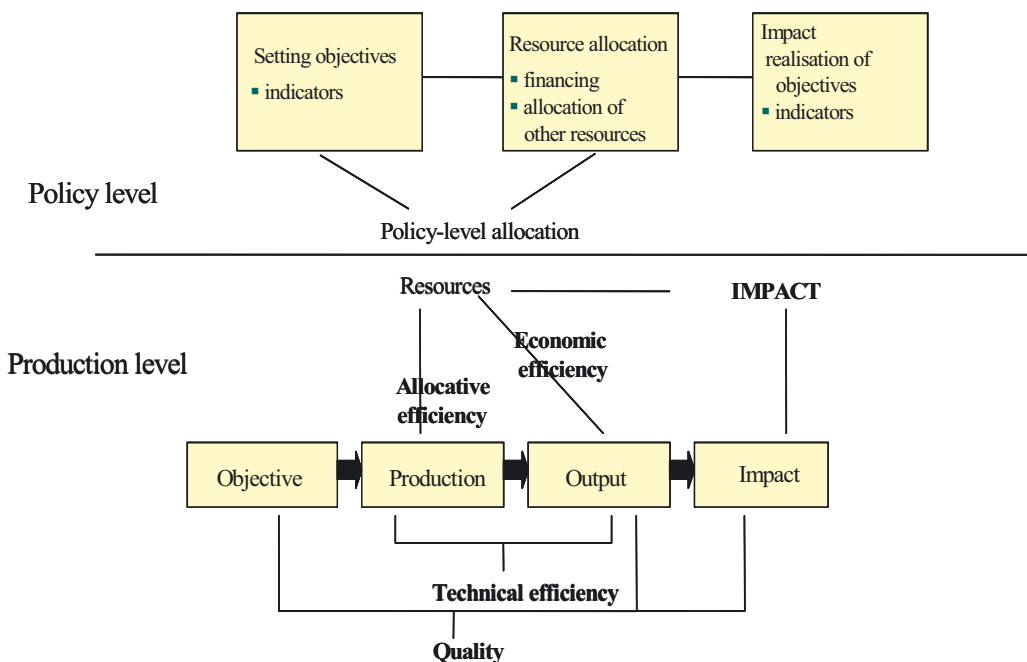 Setting objectives
▪ indicators
Resource allocation
▪ financing
▪ allocation of
other resources
Impact
realisation of
objectives
▪ indicators
Policy level
Policy-level allocation
Resources
IMPACT
Production level
Economic
efficiency
Allocative
efficiency
Objective
Production
Output
Impact
Technical efficiency
Quality